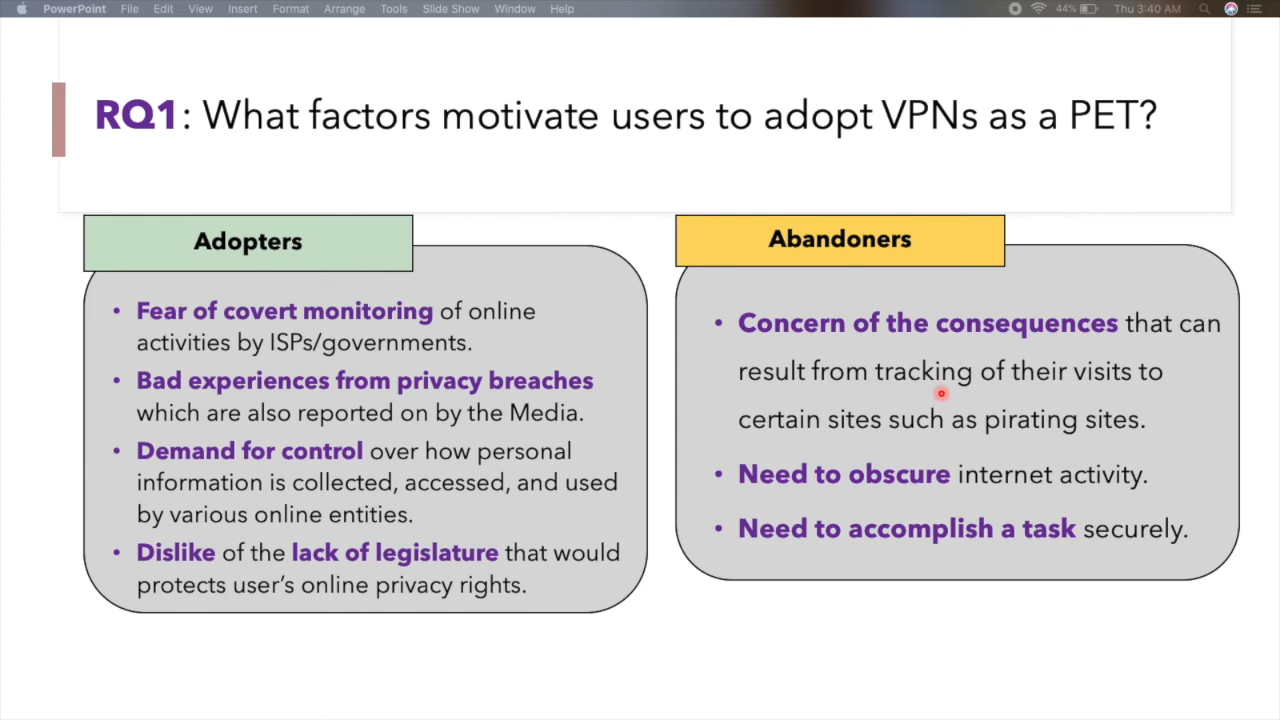 PowerPoint File Edit View Insert Format Arrange Tools Slide Show Window Help 44% Thu 3:40 AM
RQ1: What factors motivate users to adopt VPNs as a PET?
Adopters
• Fear of covert monitoring of online
activities by ISPs/governments.
• Bad experiences from privacy breaches
which are also reported on by the Media.
• Demand for control over how personal
information is collected, accessed, and used
by various online entities.
• Dislike of the lack of legislature that would
protects user's online privacy rights.
Abandoners
• Concern of the consequences that can
result from tracking of their visits to
certain sites such as pirating sites.
• Need to obscure internet activity.
• Need to accomplish a task securely.